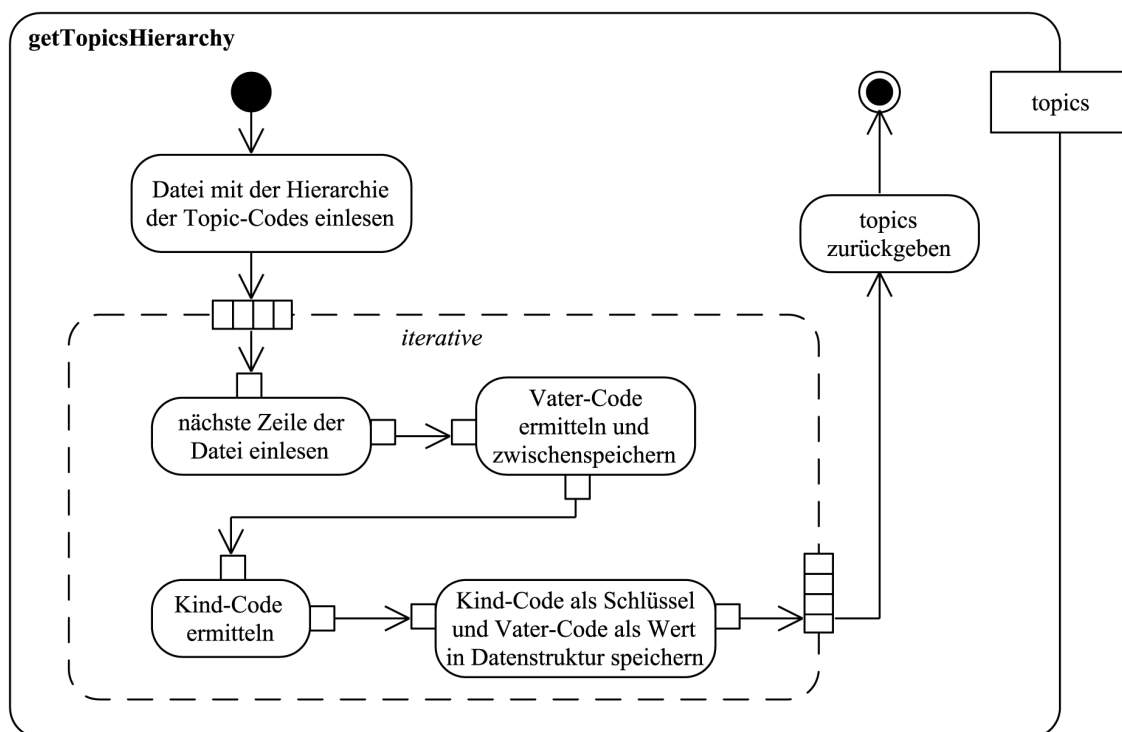 getTopicsHierarchy
topics
Datei mit der Hierarchie
der Topic-Codes einlesen
topics
zurückgeben
iterative
nächste Zeile der
Datei einlesen
Vater-Code
ermitteln und
zwischenspeichern
Kind-Code
ermitteln
Kind-Code als Schlüssel
und Vater-Code als Wert
in Datenstruktur speichern